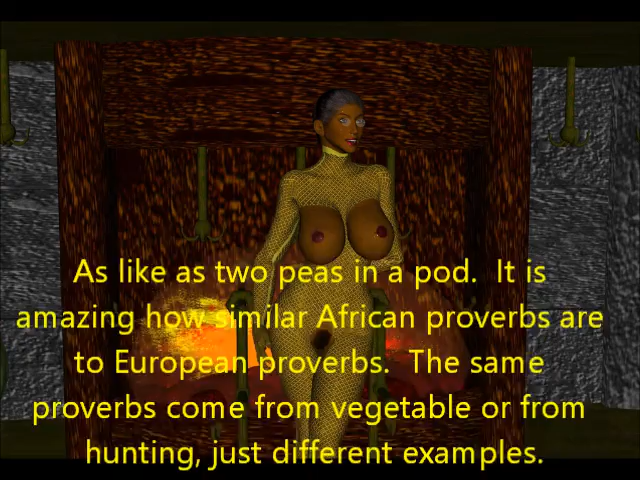 As like as two peas in a pod.  It is
amazing how similar African proverbs are
to European proverbs.  The same
proverbs come from vegetable or from
hunting, just different examples.